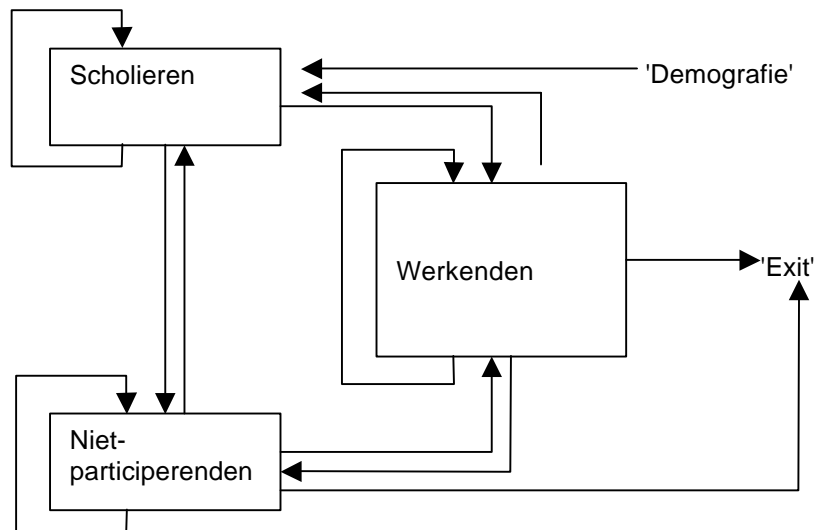 Scholieren
'Demografie'
Werkenden
'Exit'
Niet-
participerenden